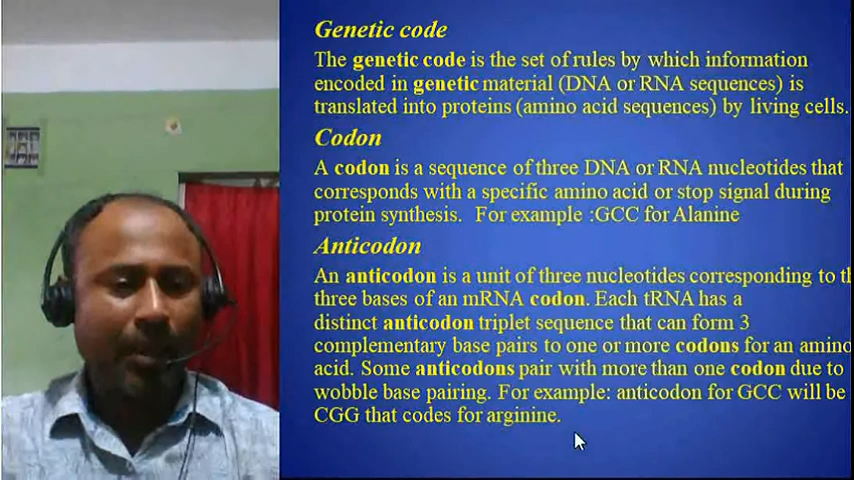 Genetic code
The genetic code is the set of rules by which information
encoded in genetic material (DNA or RNA sequences) is
translated into proteins (amino acid sequences) by living cells.
Codon
A codon is a sequence of three DNA or RNA nucleotides that
corresponds with a specific amino acid or stop signal during
protein synthesis. For example :GCC for Alanine
Anticodon
An anticodon is a unit of three nucleotides corresponding to th
three bases of an mRNA codon. Each tRNA has a
distinct anticodon triplet sequence that can form 3
complementary base pairs to one or more codons for an amino
acid. Some anticodons pair with more than one codon due to
wobble base pairing. For example: anticodon for GCC will be
CGG that codes for arginine.